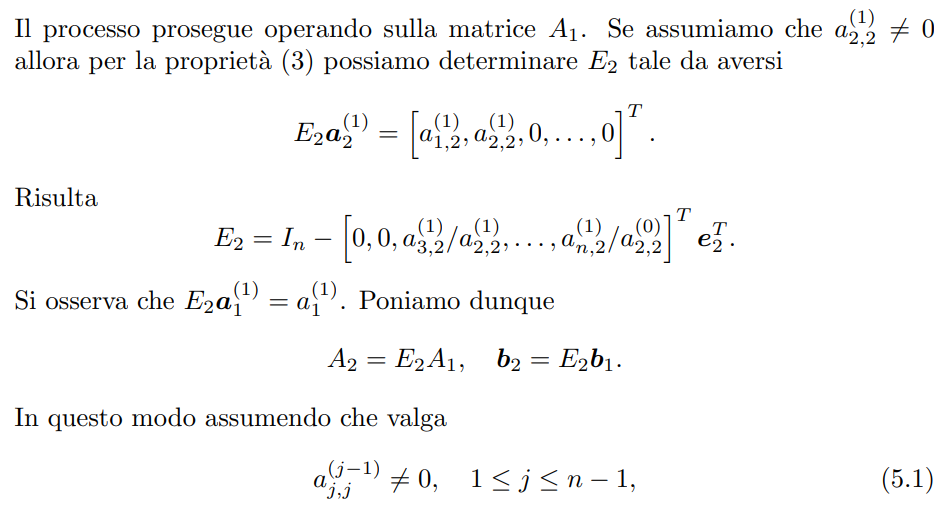 Il processo prosegue operando sulla matrice $A_1$. Se assumiamo che $a_{2,2}^{(1)} \neq 0$
allora per la proprietà (3) possiamo determinare $E_2$ tale da aversi
$E_2 \boldsymbol{a}_2^{(1)} = \left[ a_{1,2}^{(1)}, a_{2,2}^{(1)}, 0, \ldots, 0 \right]^T .$
Risulta
$E_2 = I_n - \left[ 0, 0, a_{3,2}^{(1)}/a_{2,2}^{(1)}, \ldots, a_{n,2}^{(1)}/a_{2,2}^{(0)} \right]^T \boldsymbol{e}_2^T .$
Si osserva che $E_2 \boldsymbol{a}_1^{(1)} = a_1^{(1)}$. Poniamo dunque
$A_2 = E_2 A_1, \quad \boldsymbol{b}_2 = E_2 \boldsymbol{b}_1.$
In questo modo assumendo che valga
$a_{j,j}^{(j-1)} \neq 0, \quad 1 \leq j \leq n-1, \quad (5.1)$